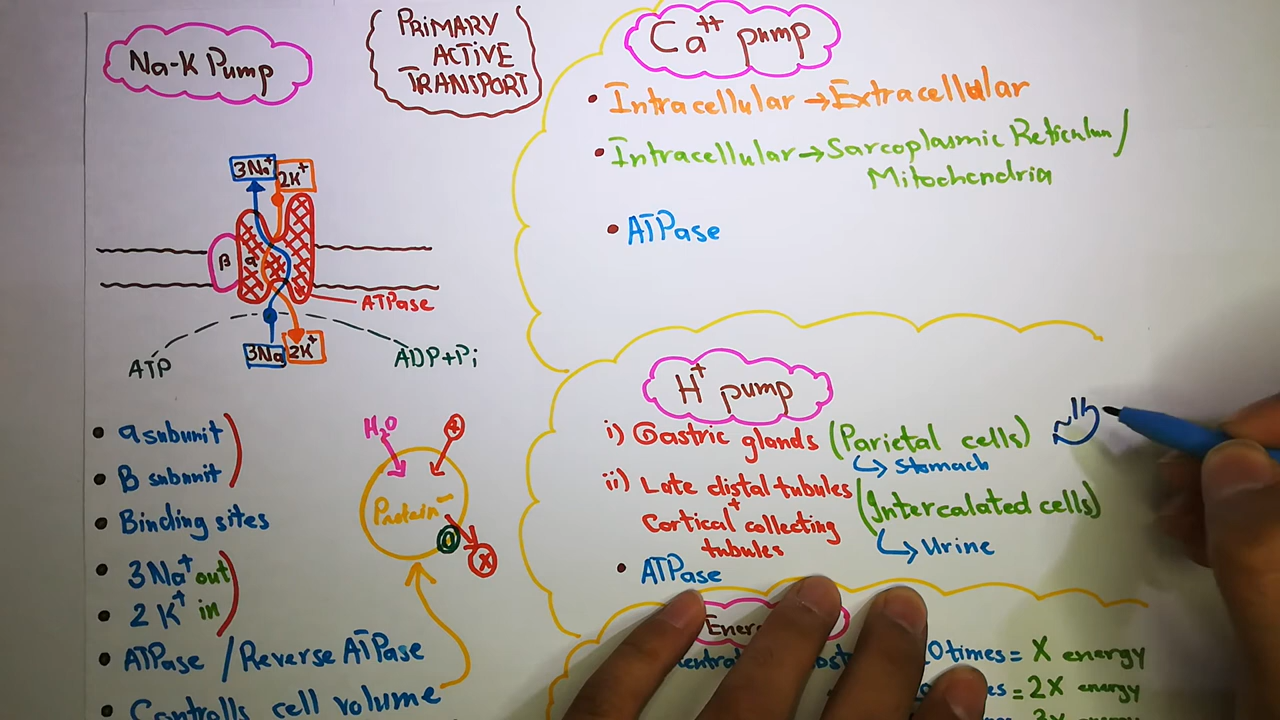 Na-K Pump
PRIMARY
ACTIVE
TRANSPORT
3Na+
2K+
β
α
ATPase
3Na
2K+
ATP
ADP+Pi
• α subunit
• β subunit
• Binding sites
• 3Na+ out
• 2K+ in
• ATPase / Reverse ATPase
• Controlls cell volume
H2O
+
Protein-
+
Ca++ pump
• Intracellular → Extracellular
• Intracellular → Sarcoplasmic Reticulum /
Mitochondria
• ATPase
H+ pump
i) Gastric glands (Parietal cells)
↳ Stomach
ii) Late distal tubules (Intercalated cells)
+
Cortical collecting
tubules
↳ Urine
• ATPase
0 times = X energy
= 2X energy